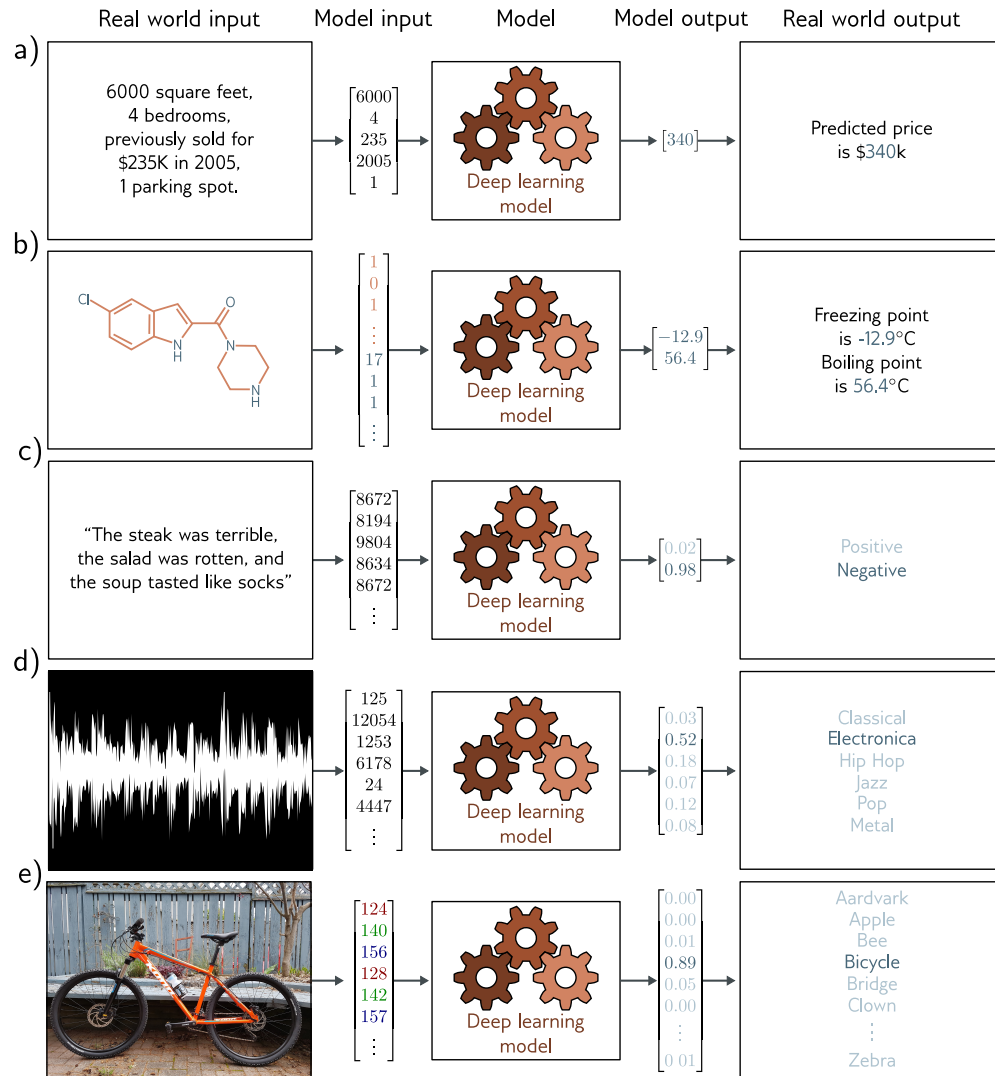 Real world input
Model input
Model
Model output
Real world output
a)
6000 square feet,
4 bedrooms,
previously sold for
$235K in 2005,
1 parking spot.
6000
4
235
2005
1
Deep learning
model
[340]
Predicted price
is $340k
b)
Cl
O
N
H
N
N
H
1
0
1
⋮
17
1
1
⋮
Deep learning
model
−12.9
56.4
Freezing point
is -12.9°C
Boiling point
is 56.4°C
c)
“The steak was terrible,
the salad was rotten, and
the soup tasted like socks”
8672
8194
9804
8634
8672
⋮
Deep learning
model
0.02
0.98
Positive
Negative
d)
125
12054
1253
6178
24
4447
⋮
Deep learning
model
0.03
0.52
0.18
0.07
0.12
0.08
Classical
Electronica
Hip Hop
Jazz
Pop
Metal
e)
124
140
156
128
142
157
⋮
Deep learning
model
0.00
0.00
0.01
0.89
0.05
0.00
⋮
0 01
Aardvark
Apple
Bee
Bicycle
Bridge
Clown
⋮
Zebra